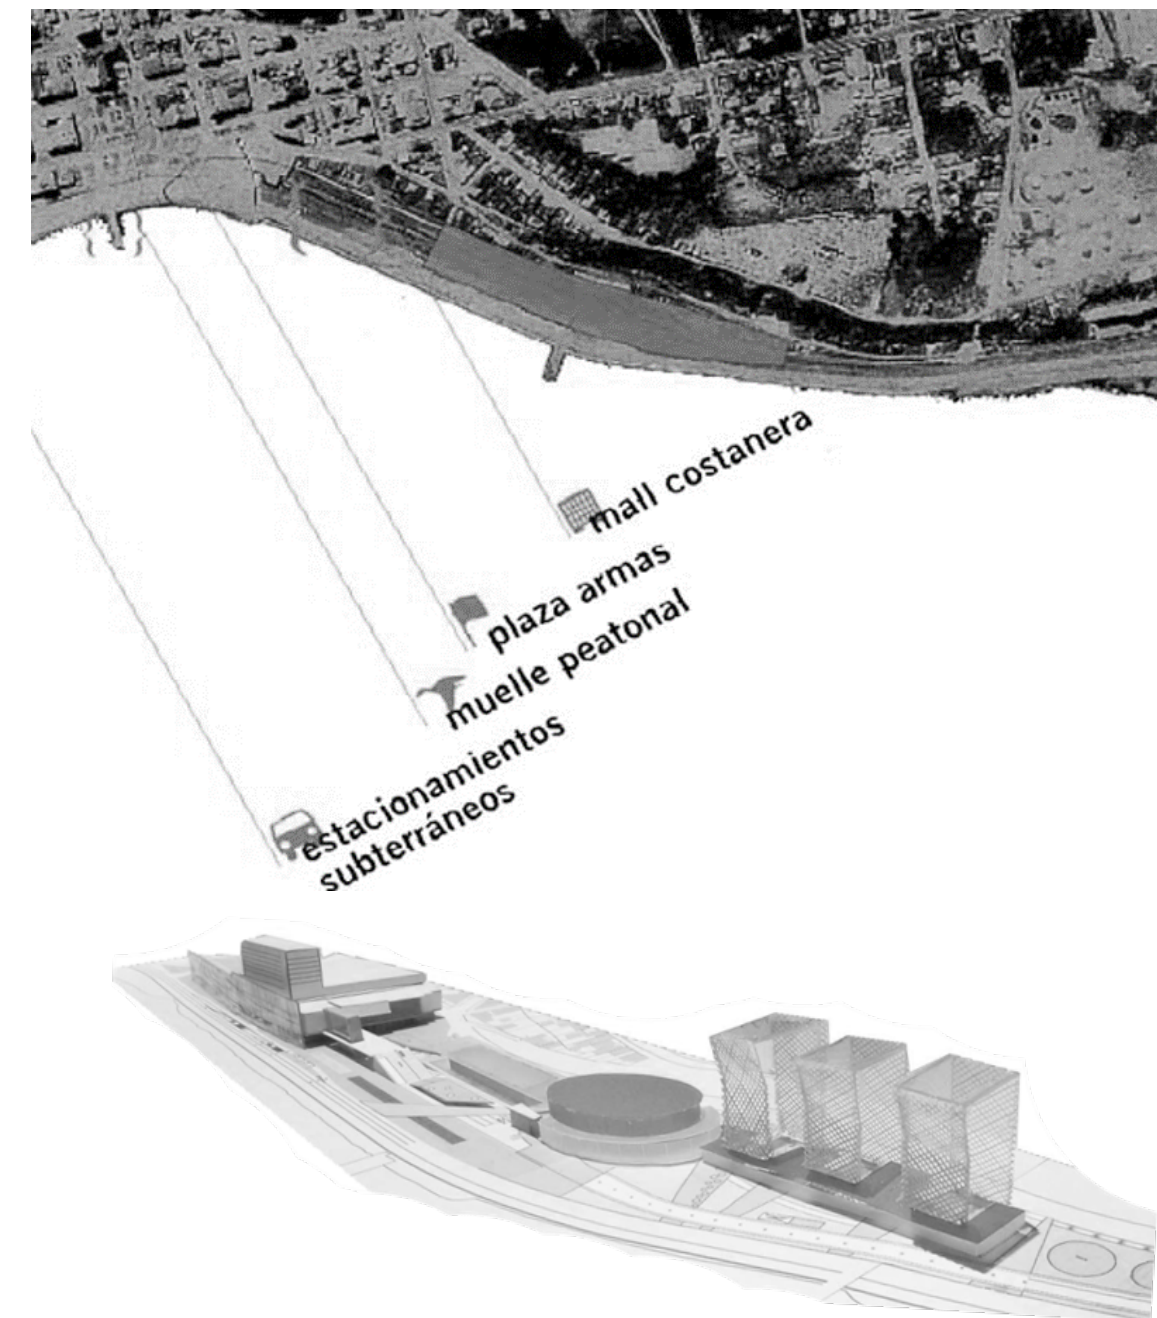 mall costanera
plaza armas
muelle peatonal
estacionamientos
subterráneos